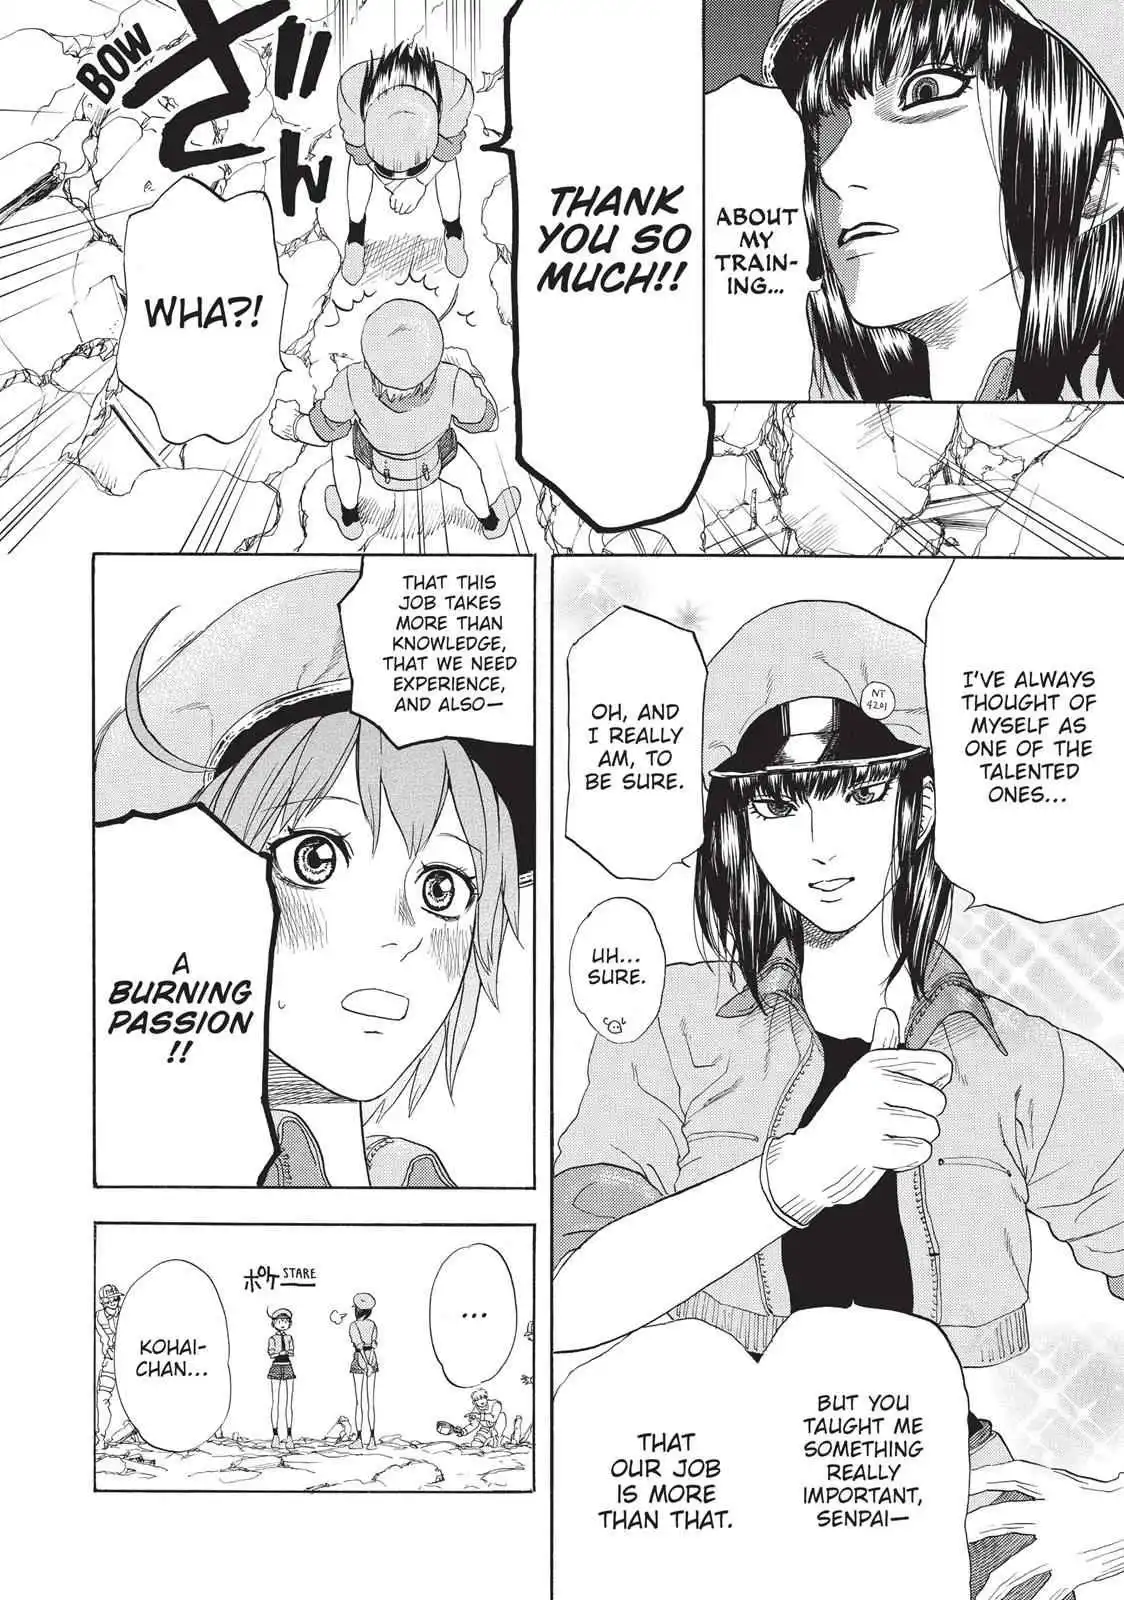 ABOUT
MY
TRAIN-
ING...
THANK
YOU SO
MUCH!!
ざんっ
BOW
WHA?!
I'VE ALWAYS
THOUGHT OF
MYSELF AS
ONE OF THE
TALENTED
ONES...
NT
4201
OH, AND
I REALLY
AM, TO
BE SURE.
UH...
SURE.
BUT YOU
TAUGHT ME
SOMETHING
REALLY
IMPORTANT,
SENPAI—
THAT
OUR JOB
IS MORE
THAN THAT.
THAT THIS
JOB TAKES
MORE THAN
KNOWLEDGE,
THAT WE NEED
EXPERIENCE,
AND ALSO—
A
BURNING
PASSION
!!
...
ポケ STARE
KOHAI-
CHAN...